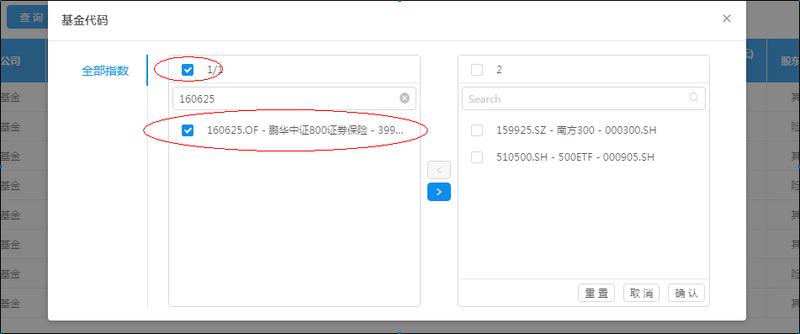 查 询
基金代码
公司
股东
全部指数
1/1
2
160625
Search
160625.OF - 鹏华中证800证券保险 - 399...
159925.SZ - 南方300 - 000300.SH
510500.SH - 500ETF - 000905.SH
基金
基金
基金
基金
基金
基金
基金
基金
重 置
取 消
确 认